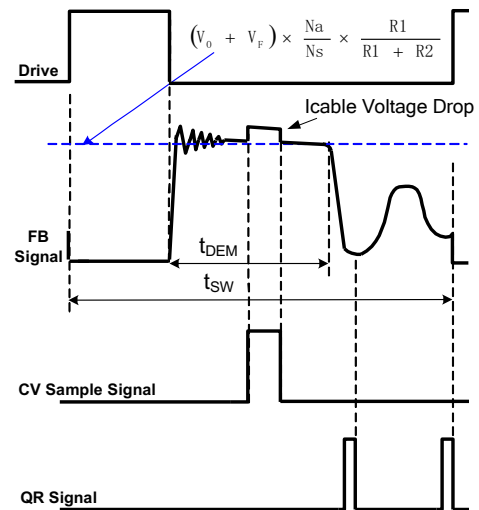 (V₀ + V_F) × Na/Ns × R1/(R1 + R2)
Drive
Icable Voltage Drop
FB
Signal
t_DEM
t_SW
CV Sample Signal
QR Signal